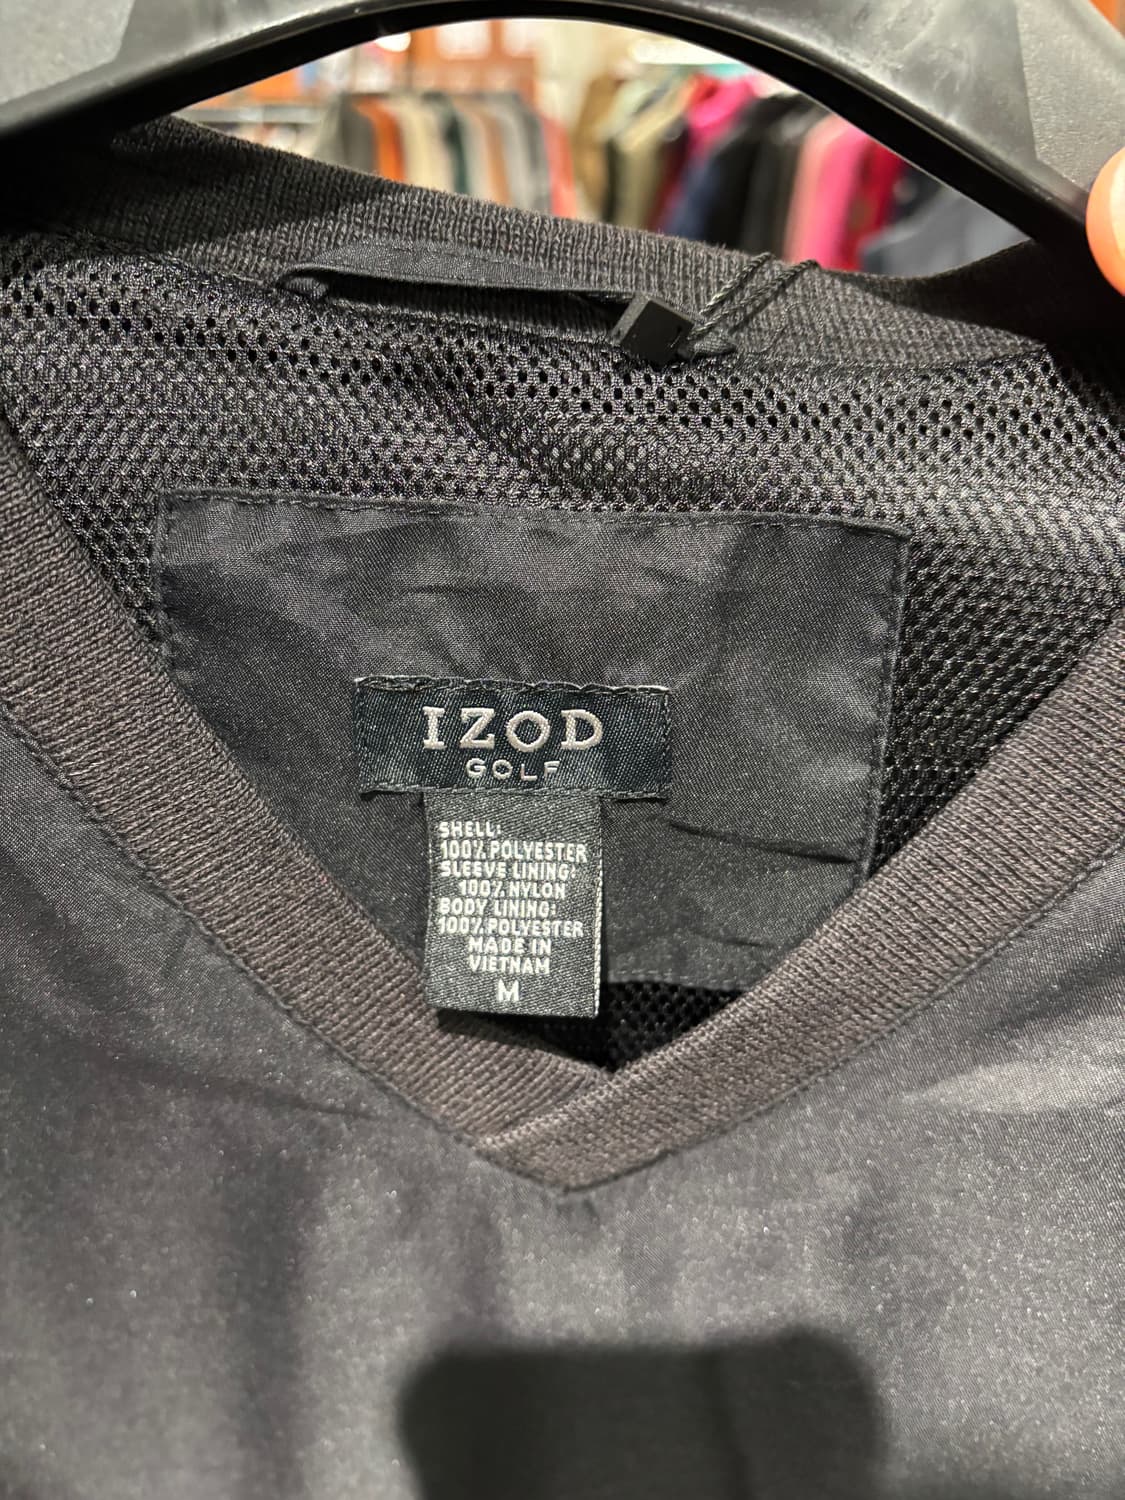 IZOD
GOLF
SHELL:
100% POLYESTER
SLEEVE LINING:
100% NYLON
BODY LINING:
100% POLYESTER
MADE IN
VIETNAM
M